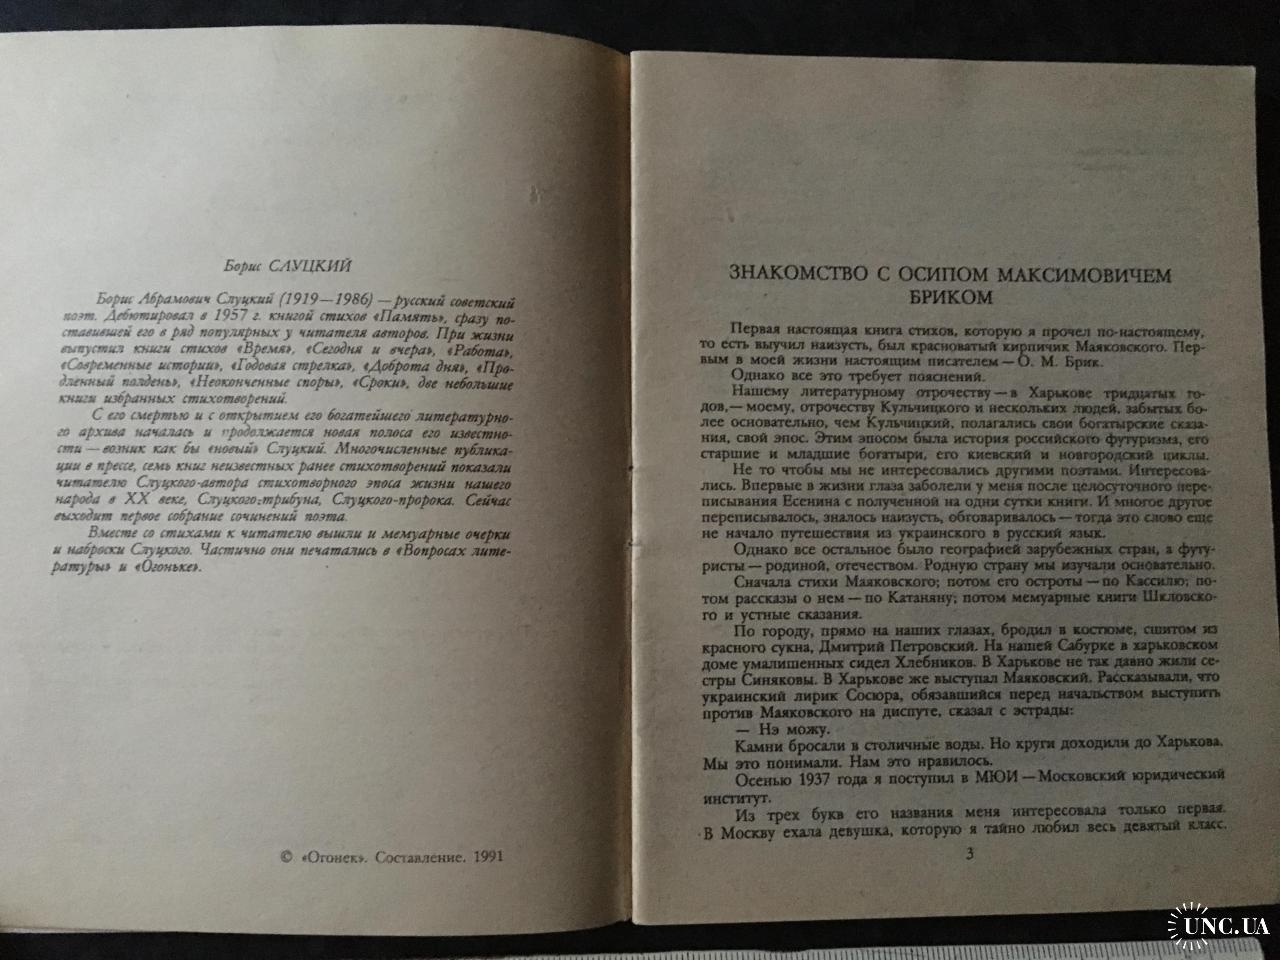 Борис СЛУЦКИЙ
Борис Абрамович Слуцкий (1919—1986) — русский советский
поэт. Дебютировал в 1957 г. книгой стихов «Память», сразу по-
ставившей его в ряд популярных у читателя авторов. При жизни
выпустил книги стихов «Время», «Сегодня и вчера», «Работа»,
«Современные истории», «Годовая стрелка», «Доброта дня», «Про-
дленный полдень», «Неоконченные споры», «Сроки», две небольшие
книги избранных стихотворений.
С его смертью и с открытием его богатейшего литературно-
го архива началась и продолжается новая полоса его известно-
сти — возник как бы «новый» Слуцкий. Многочисленные публика-
ции в прессе, семь книг неизвестных ранее стихотворений показали
читателю Слуцкого-автора стихотворного эпоса жизни нашего
народа в XX веке, Слуцкого-трибуна, Слуцкого-пророка. Сейчас
выходит первое собрание сочинений поэта.
Вместе со стихами к читателю вышли и мемуарные очерки
и наброски Слуцкого. Частично они печатались в «Вопросах лите-
ратуры» и «Огоньке».
© «Огонек». Составление. 1991
ЗНАКОМСТВО С ОСИПОМ МАКСИМОВИЧЕМ
БРИКОМ
Первая настоящая книга стихов, которую я прочел по-настоящему,
то есть выучил наизусть, был красноватый кирпичик Маяковского. Пер-
вым в моей жизни настоящим писателем — О. М. Брик.
Однако все это требует пояснений.
Нашему литературному отрочеству — в Харькове тридцатых го-
дов,— моему, отрочеству Кульчицкого и нескольких людей, забытых бо-
лее основательно, чем Кульчицкий, полагались свои богатырские сказа-
ния, свой эпос. Этим эпосом была история российского футуризма, его
старшие и младшие богатыри, его киевский и новгородский циклы.
Не то чтобы мы не интересовались другими поэтами. Интересова-
лись. Впервые в жизни глаза заболели у меня после целосуточного пере-
писывания Есенина с полученной на одни сутки книги. И многое другое
переписывалось, зналось наизусть, обговаривалось — тогда это слово еще
не начало путешествия из украинского в русский язык.
Однако все остальное было географией зарубежных стран, а футу-
ристы — родиной, отечеством. Родную страну мы изучали основательно.
Сначала стихи Маяковского; потом его остроты — по Кассилю; по-
том рассказы о нем — по Катаняну; потом мемуарные книги Шкловско-
го и устные сказания.
По городу, прямо на наших глазах, бродил в костюме, сшитом из
красного сукна, Дмитрий Петровский. На нашей Сабурке в харьковском
доме умалишенных сидел Хлебников. В Харькове не так давно жили се-
стры Синяковы. В Харькове же выступал Маяковский. Рассказывали, что
украинский лирик Сосюра, обязавшийся перед начальством выступить
против Маяковского на диспуте, сказал с эстрады:
— Нэ можу.
Камни бросали в столичные воды. Но круги доходили до Харькова.
Мы это понимали. Нам это нравилось.
Осенью 1937 года я поступил в МЮИ — Московский юридический
институт.
Из трех букв его названия меня интересовала только первая.
В Москву ехала девушка, которую я тайно любил весь девятый класс.
3
UNC.UA